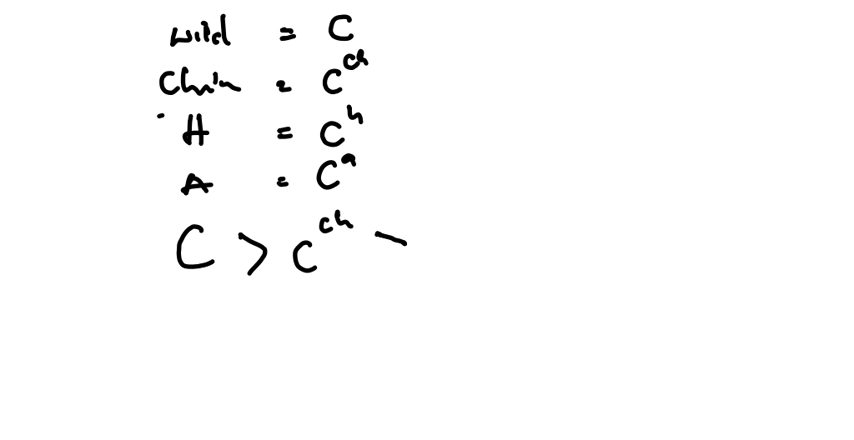 wild = C
Chin = C^ch
H = C^h
A = C^a
C > C^ch